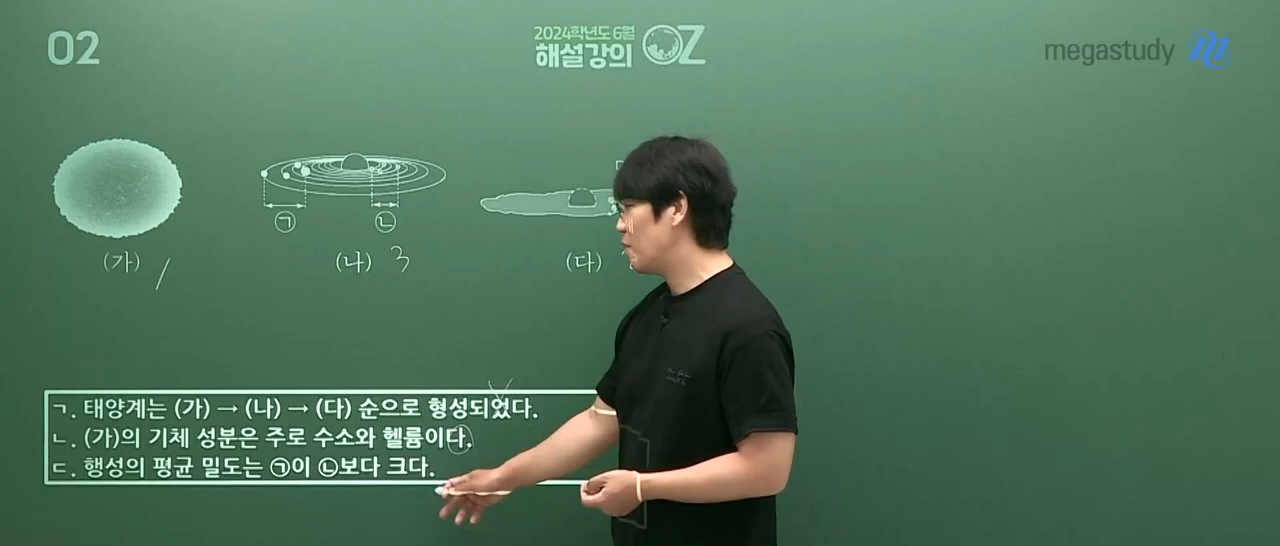 02
2024학년도 6월
해설강의 OZ
megastudy
㉠ ㉡
(가) 1
(나) 3
(다)
ㄱ. 태양계는 (가) → (나) → (다) 순으로 형성되었다.
ㄴ. (가)의 기체 성분은 주로 수소와 헬륨이다.
ㄷ. 행성의 평균 밀도는 ㉠이 ㉡보다 크다.